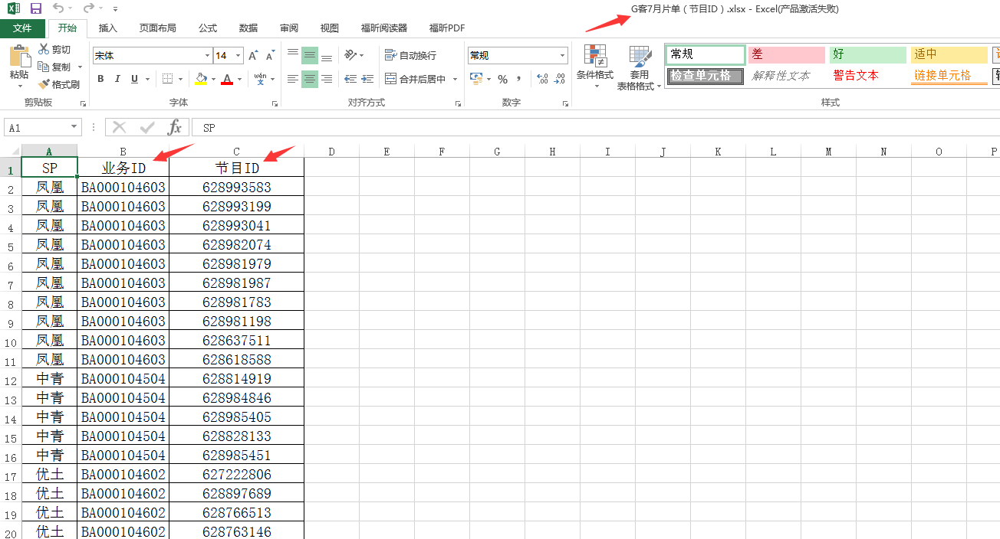 G客7月片单（节目ID）.xlsx - Excel(产品激活失败)
文件 开始 插入 页面布局 公式 数据 审阅 视图 福昕阅读器 福昕PDF
剪切 宋体 14 自动换行 常规 常规 差 好 适中
粘贴 复制 条件格式 套用
格式刷 B I U wén 文 合并后居中 % 表格格式 检查单元格 解释性文本 警告文本 链接单元格
剪贴板 字体 对齐方式 数字 样式
A1 fx SP
A B C D E F G H I J K L M N O P
1 SP 业务ID 节目ID
2 凤凰 BA000104603 628993583
3 凤凰 BA000104603 628993199
4 凤凰 BA000104603 628993041
5 凤凰 BA000104603 628982074
6 凤凰 BA000104603 628981979
7 凤凰 BA000104603 628981987
8 凤凰 BA000104603 628981783
9 凤凰 BA000104603 628981198
10 凤凰 BA000104603 628637511
11 凤凰 BA000104603 628618588
12 中青 BA000104504 628814919
13 中青 BA000104504 628984846
14 中青 BA000104504 628985405
15 中青 BA000104504 628828133
16 中青 BA000104504 628985451
17 优土 BA000104602 627222806
18 优土 BA000104602 628897689
19 优土 BA000104602 628766513
20 优土 BA000104602 628763146